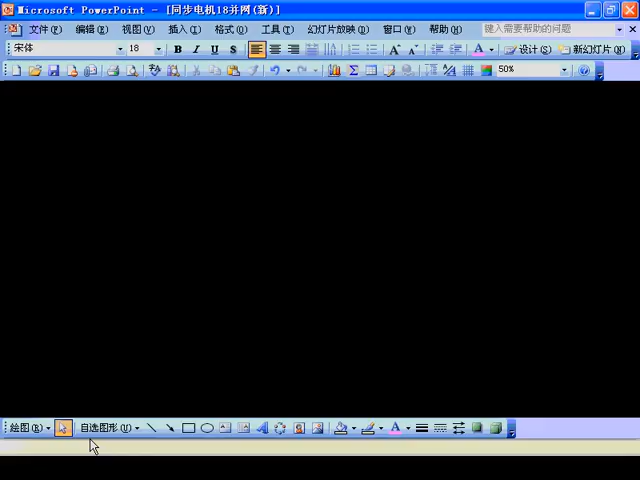 Microsoft PowerPoint - [同步电机18并网(新)]
文件(F) 编辑(E) 视图(V) 插入(I) 格式(O) 工具(T) 幻灯片放映(D) 窗口(W) 帮助(H) 键入需要帮助的问题
宋体 18 B I U S A A A 设计(S) 新幻灯片(N)
50%
绘图(R) 自选图形(U) A